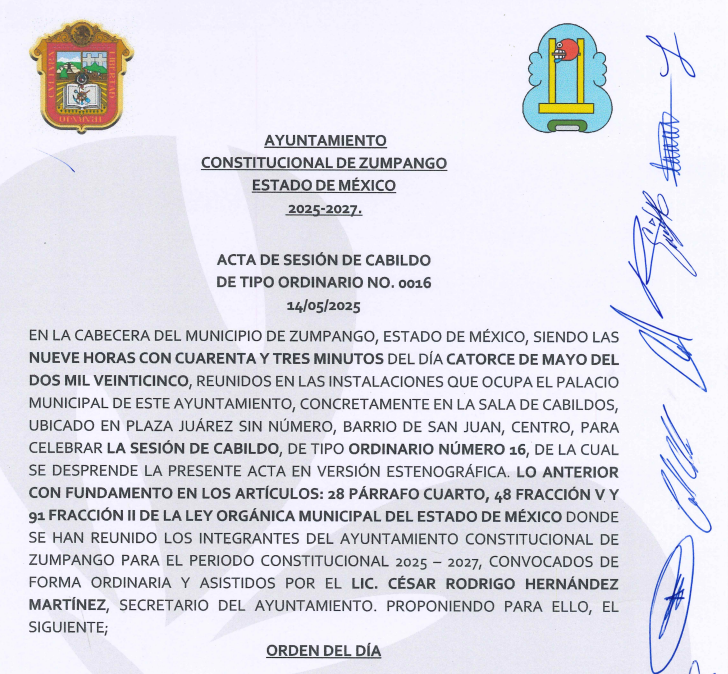 AYUNTAMIENTO
CONSTITUCIONAL DE ZUMPANGO
ESTADO DE MÉXICO
2025-2027.
ACTA DE SESIÓN DE CABILDO
DE TIPO ORDINARIO NO. 0016
14/05/2025
EN LA CABECERA DEL MUNICIPIO DE ZUMPANGO, ESTADO DE MÉXICO, SIENDO LAS
NUEVE HORAS CON CUARENTA Y TRES MINUTOS DEL DÍA CATORCE DE MAYO DEL
DOS MIL VEINTICINCO, REUNIDOS EN LAS INSTALACIONES QUE OCUPA EL PALACIO
MUNICIPAL DE ESTE AYUNTAMIENTO, CONCRETAMENTE EN LA SALA DE CABILDOS,
UBICADO EN PLAZA JUÁREZ SIN NÚMERO, BARRIO DE SAN JUAN, CENTRO, PARA
CELEBRAR LA SESIÓN DE CABILDO, DE TIPO ORDINARIO NÚMERO 16, DE LA CUAL
SE DESPRENDE LA PRESENTE ACTA EN VERSIÓN ESTENOGRÁFICA. LO ANTERIOR
CON FUNDAMENTO EN LOS ARTÍCULOS: 28 PÁRRAFO CUARTO, 48 FRACCIÓN V Y
91 FRACCIÓN II DE LA LEY ORGÁNICA MUNICIPAL DEL ESTADO DE MÉXICO DONDE
SE HAN REUNIDO LOS INTEGRANTES DEL AYUNTAMIENTO CONSTITUCIONAL DE
ZUMPANGO PARA EL PERIODO CONSTITUCIONAL 2025 – 2027, CONVOCADOS DE
FORMA ORDINARIA Y ASISTIDOS POR EL LIC. CÉSAR RODRIGO HERNÁNDEZ
MARTÍNEZ, SECRETARIO DEL AYUNTAMIENTO. PROPONIENDO PARA ELLO, EL
SIGUIENTE;
ORDEN DEL DÍA